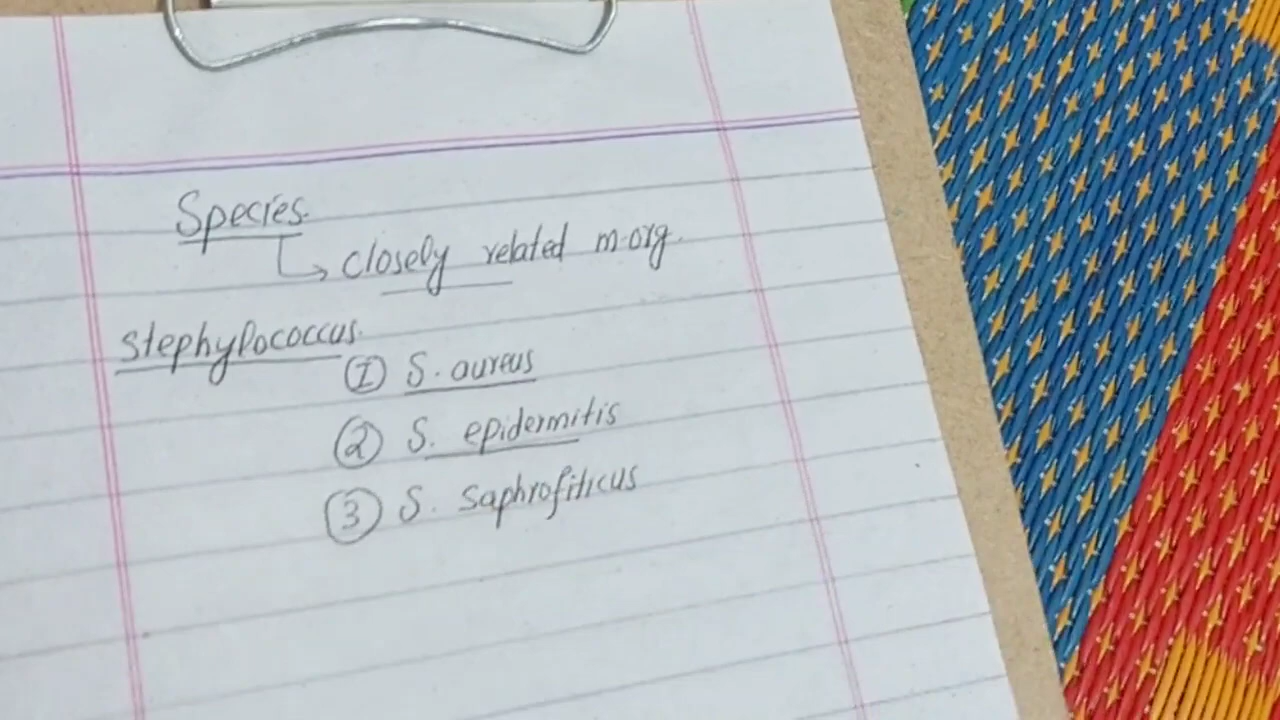 Species.
↳ closely related m.org.
Stephylococcus.
① S. aureus
② S. epidermitis
③ S. saphrofiticus